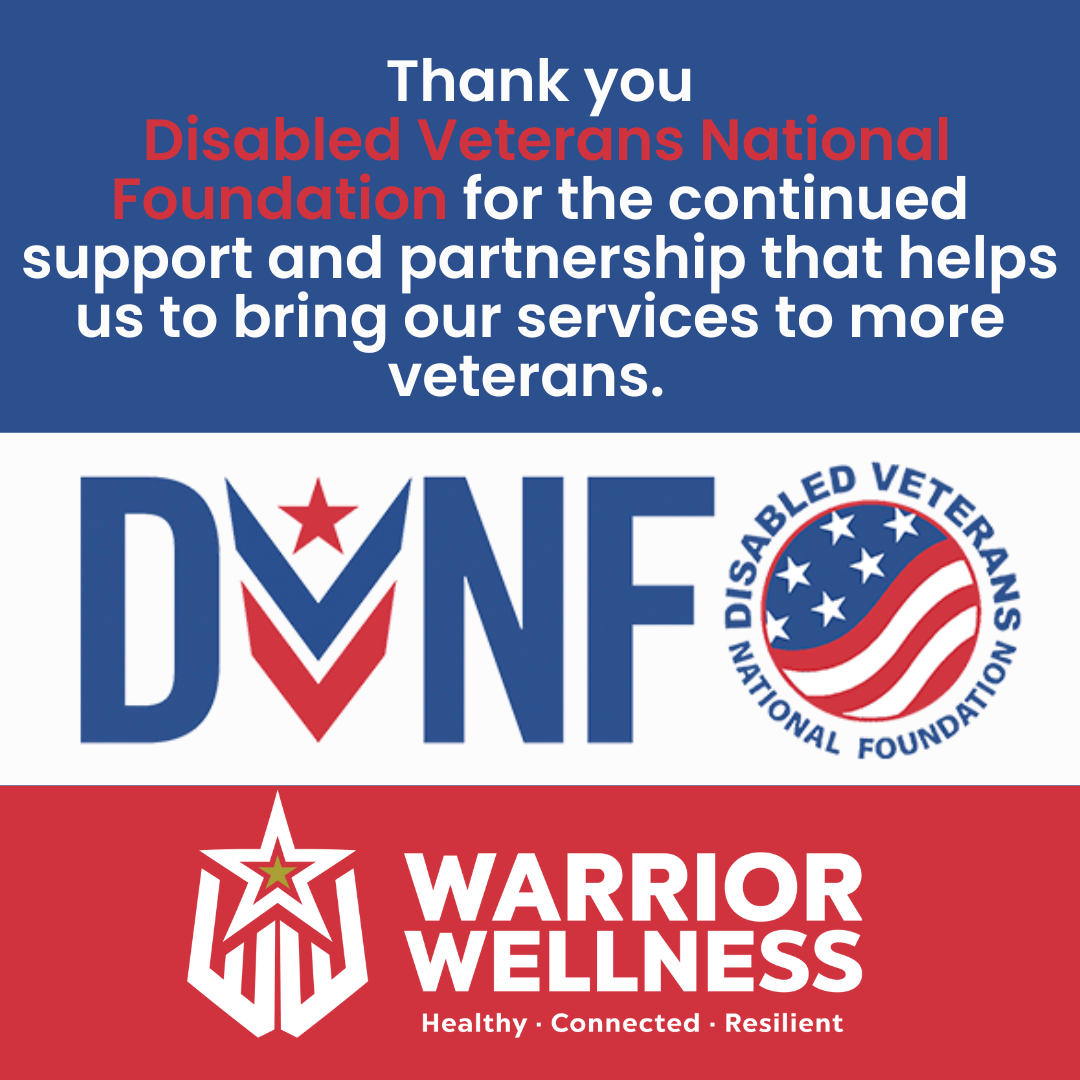 Thank you
Disabled Veterans National
Foundation for the continued
support and partnership that helps
us to bring our services to more
veterans.
DVNF
DISABLED VETERANS
NATIONAL FOUNDATION
WARRIOR
WELLNESS
Healthy · Connected · Resilient